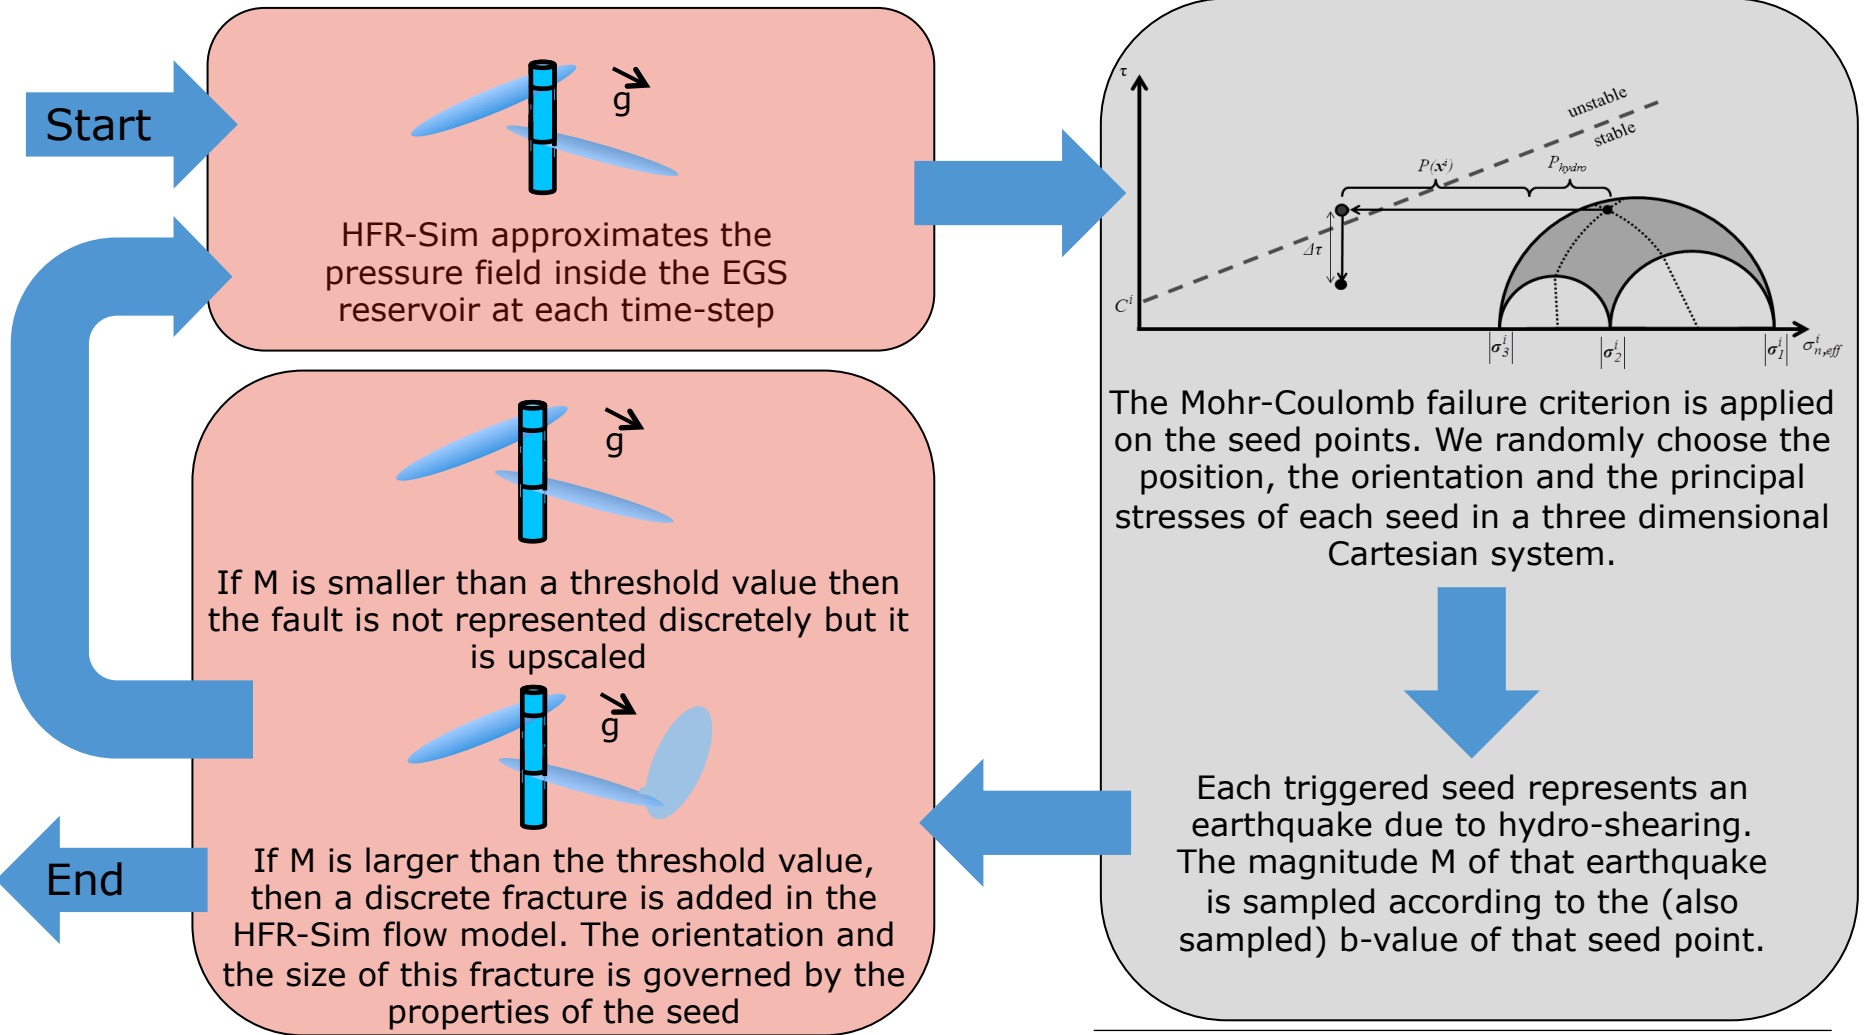 Start
g
HFR-Sim approximates the
pressure field inside the EGS
reservoir at each time-step
τ
unstable
stable
P(xⁱ)
P_hydro
Δτ
Cⁱ
|σ₃ⁱ|
|σ₂ⁱ|
|σ₁ⁱ|
σⁱ_n,eff
The Mohr-Coulomb failure criterion is applied
on the seed points. We randomly choose the
position, the orientation and the principal
stresses of each seed in a three dimensional
Cartesian system.
Each triggered seed represents an
earthquake due to hydro-shearing.
The magnitude M of that earthquake
is sampled according to the (also
sampled) b-value of that seed point.
g
If M is smaller than a threshold value then
the fault is not represented discretely but it
is upscaled
g
If M is larger than the threshold value,
then a discrete fracture is added in the
HFR-Sim flow model. The orientation and
the size of this fracture is governed by the
properties of the seed
End